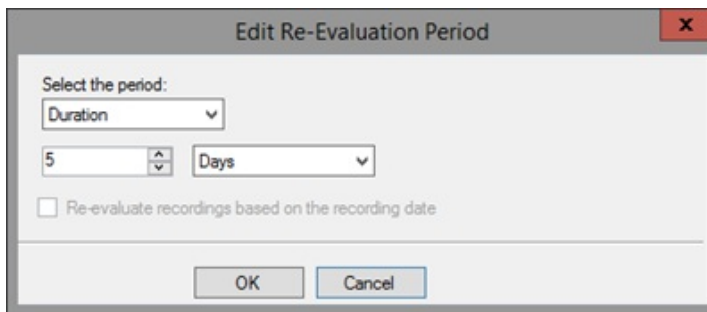 Edit Re-Evaluation Period
x
Select the period:
Duration
5 Days
Re-evaluate recordings based on the recording date
OK Cancel